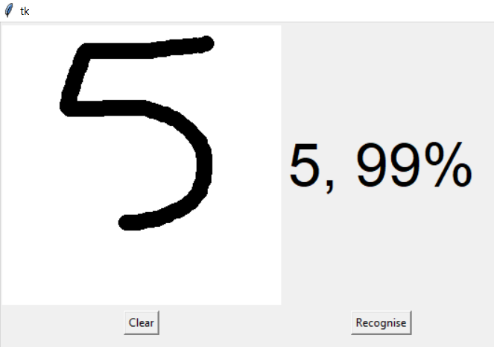 tk
5
5, 99%
Clear
Recognise